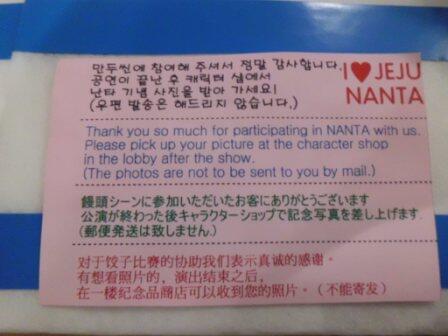 만두씬에 참여해 주셔서 정말 감사합니다.
공연이 끝난 후 캐릭터 샵에서
난타 기념 사진을 받아 가세요!
(우편 발송은 해드리지 않습니다.)
I♥JEJU
NANTA
Thank you so much for participating in NANTA with us.
Please pick up your picture at the character shop
in the lobby after the show.
(The photos are not to be sent to you by mail.)
饅頭シーンに参加いただいたお客にありがとうございます
公演が終わった後キャラクターショップで記念写真を差し上げます.
(郵便発送は致しません.)
对于饺子比赛的协助我们表示真诚的感谢。
有想看照片的，演出结束之后，
在一楼纪念品商店可以收到您的照片。(不能寄发)